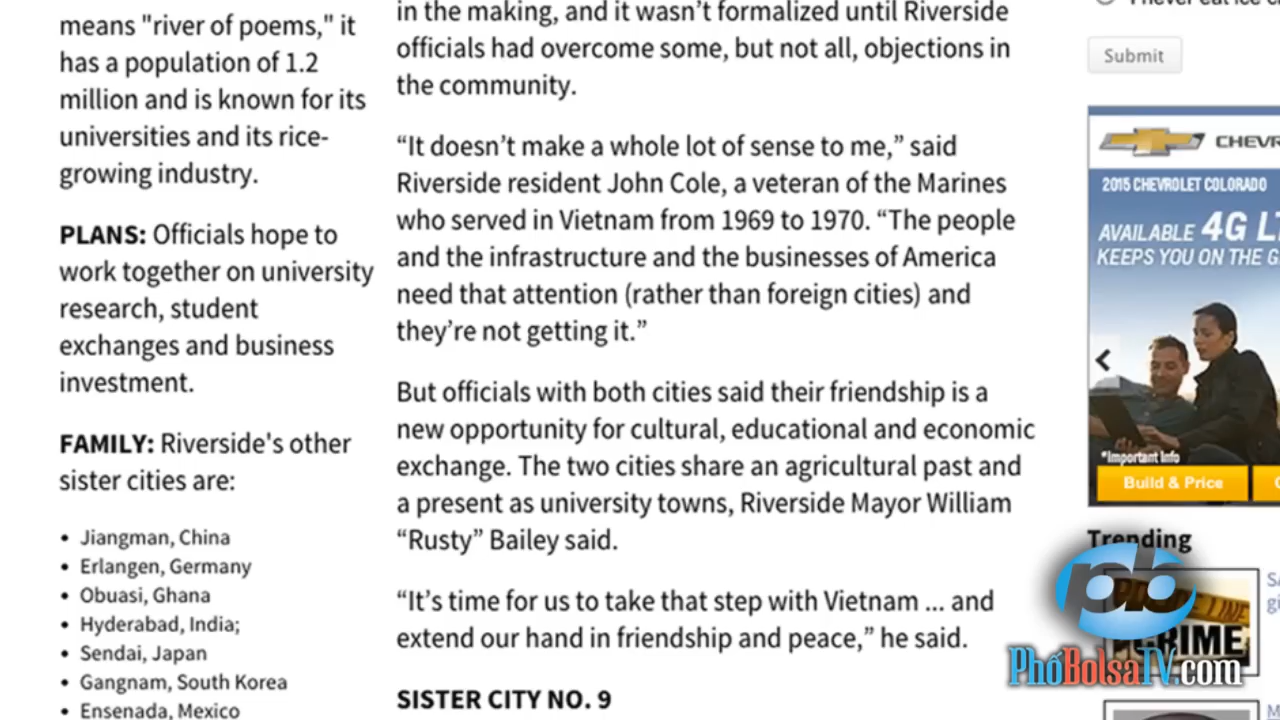 means "river of poems," it
has a population of 1.2
million and is known for its
universities and its rice-
growing industry.
PLANS: Officials hope to
work together on university
research, student
exchanges and business
investment.
FAMILY: Riverside's other
sister cities are:
• Jiangman, China
• Erlangen, Germany
• Obuasi, Ghana
• Hyderabad, India;
• Sendai, Japan
• Gangnam, South Korea
• Ensenada, Mexico
in the making, and it wasn’t formalized until Riverside
officials had overcome some, but not all, objections in
the community.
“It doesn’t make a whole lot of sense to me,” said
Riverside resident John Cole, a veteran of the Marines
who served in Vietnam from 1969 to 1970. “The people
and the infrastructure and the businesses of America
need that attention (rather than foreign cities) and
they’re not getting it.”
But officials with both cities said their friendship is a
new opportunity for cultural, educational and economic
exchange. The two cities share an agricultural past and
a present as university towns, Riverside Mayor William
“Rusty” Bailey said.
“It’s time for us to take that step with Vietnam ... and
extend our hand in friendship and peace,” he said.
SISTER CITY NO. 9
Submit
CHEVR
2015 CHEVROLET COLORADO
AVAILABLE 4G LT
KEEPS YOU ON THE G
*Important Info
Build & Price
Trending
pb
LINE
CRIME
PhốBolsaTV.com